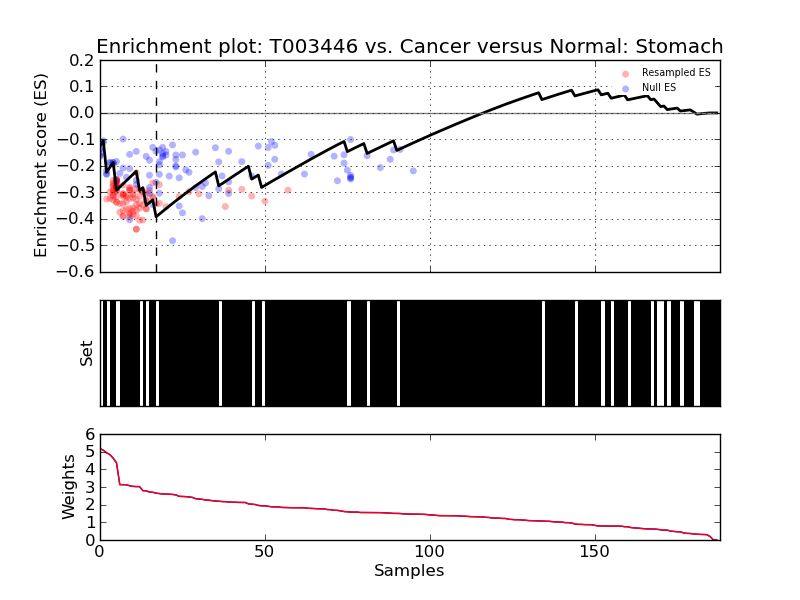 Enrichment plot: T003446 vs. Cancer versus Normal: Stomach
0.2
0.1
0.0
−0.1
−0.2
−0.3
−0.4
−0.5
−0.6
Enrichment score (ES)
Resampled ES
Null ES
Set
6
5
4
3
2
1
0
Weights
0 50 100 150
Samples